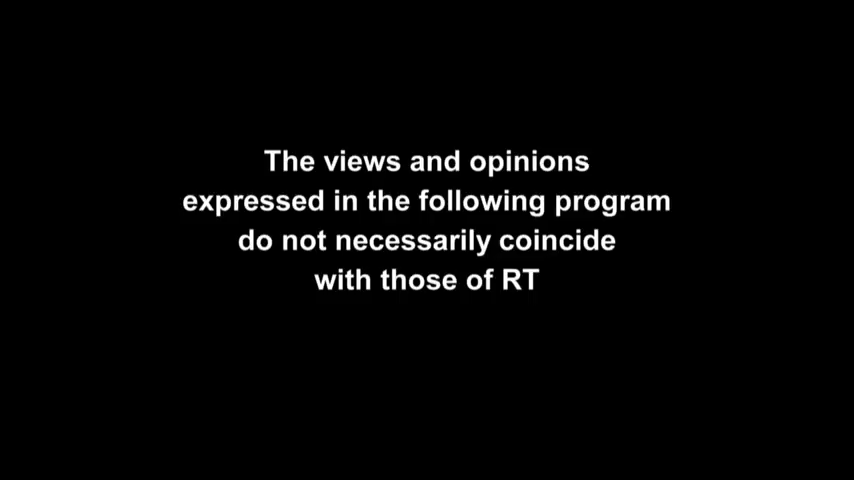 The views and opinions
expressed in the following program
do not necessarily coincide
with those of RT